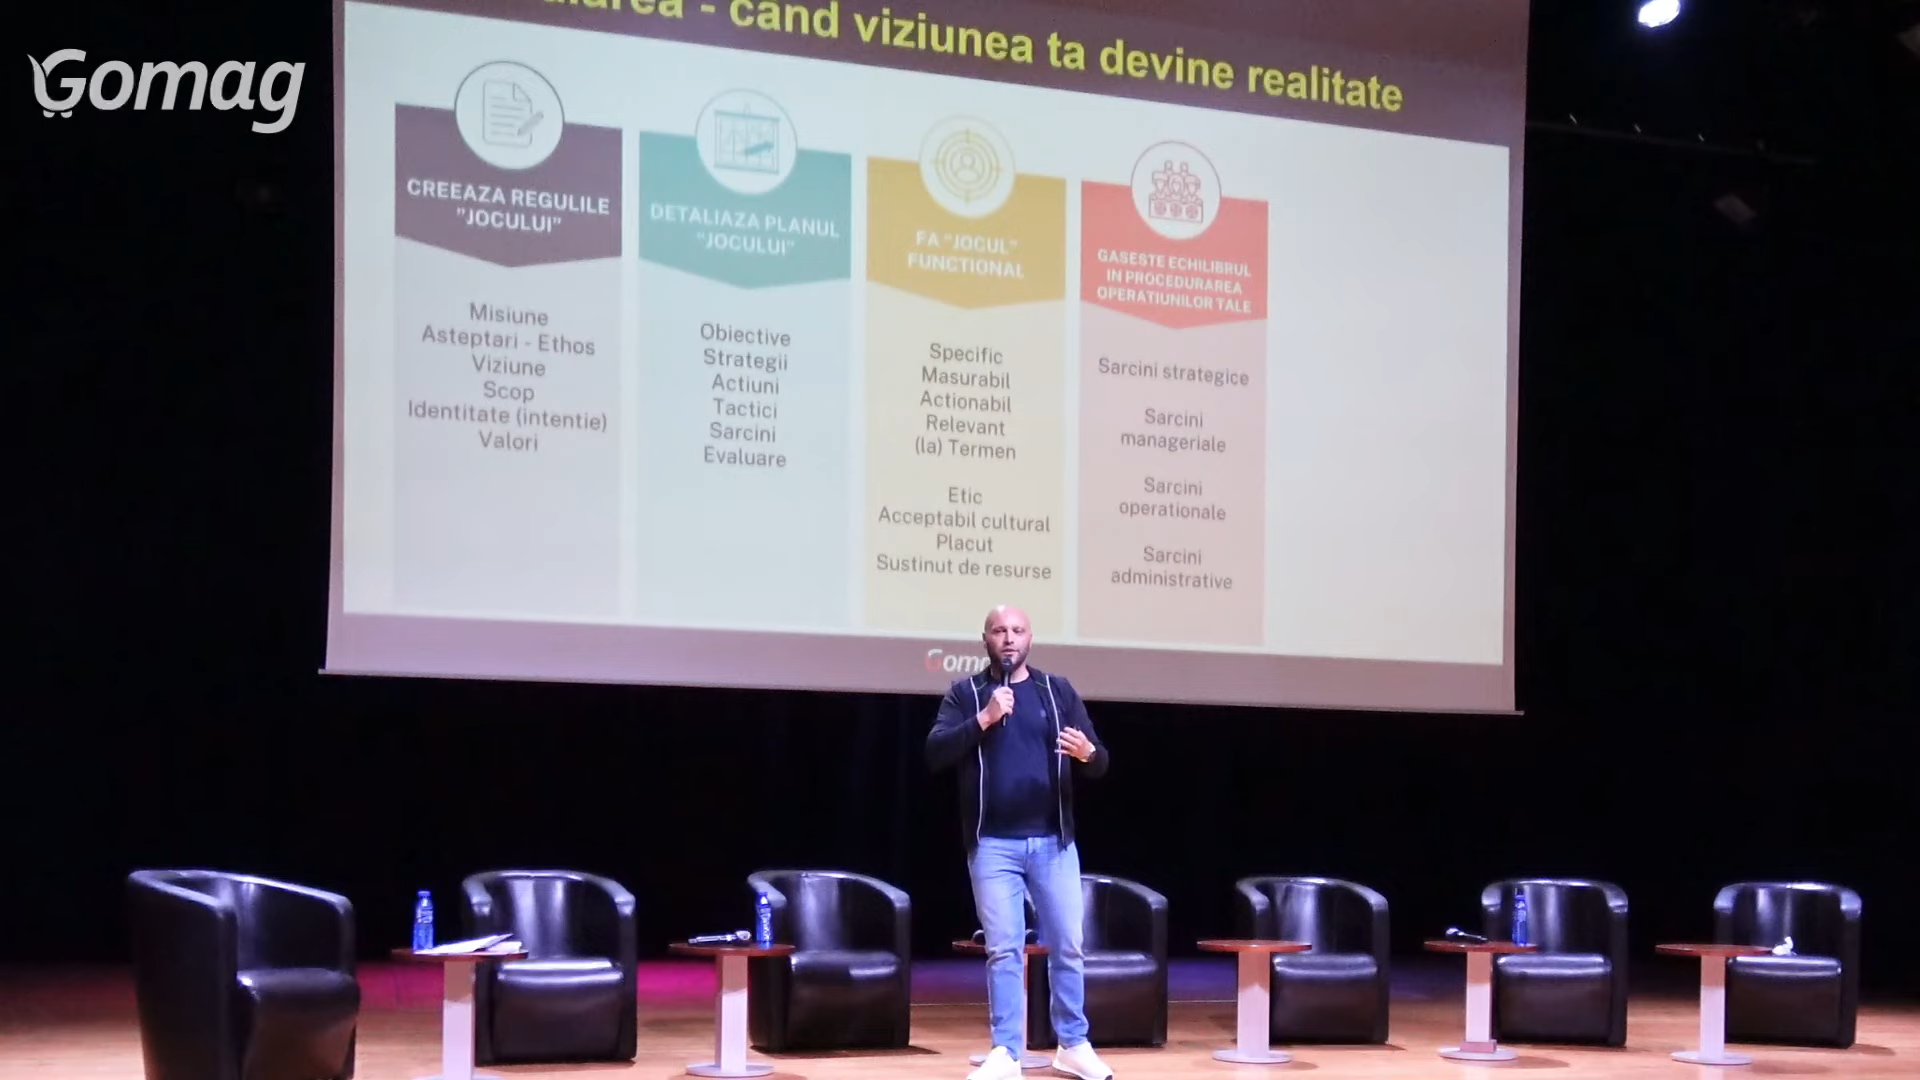 Gomag
- când viziunea ta devine realitate
CREEAZA REGULILE
"JOCULUI"
Misiune
Asteptari - Ethos
Viziune
Scop
Identitate (intentie)
Valori
DETALIAZA PLANUL
"JOCULUI"
Obiective
Strategii
Actiuni
Tactici
Sarcini
Evaluare
FA "JOCUL"
FUNCTIONAL
Specific
Masurabil
Actionabil
Relevant
(la) Termen
Etic
Acceptabil cultural
Placut
Sustinut de resurse
GASESTE ECHILIBRUL
IN PROCEDURAREA
OPERATIUNILOR TALE
Sarcini strategice
Sarcini
manageriale
Sarcini
operationale
Sarcini
administrative